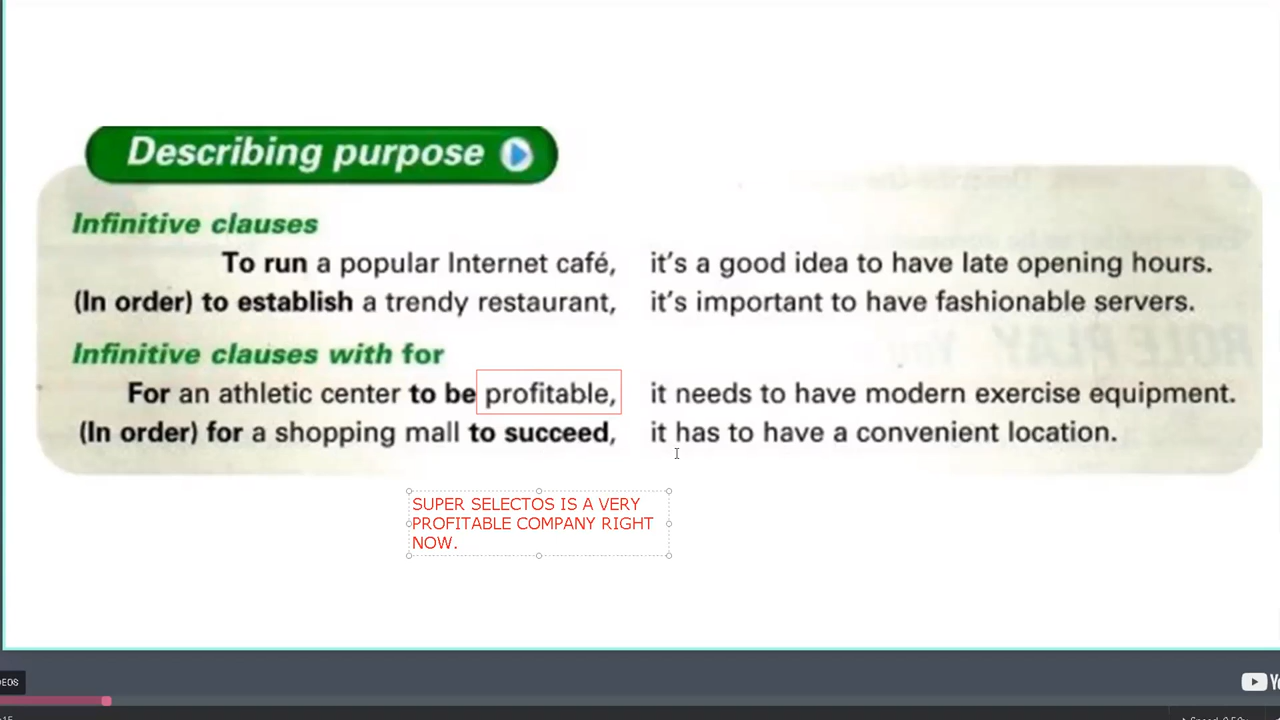 Describing purpose
Infinitive clauses
To run a popular Internet café, it's a good idea to have late opening hours.
(In order) to establish a trendy restaurant, it's important to have fashionable servers.
Infinitive clauses with for
For an athletic center to be profitable, it needs to have modern exercise equipment.
(In order) for a shopping mall to succeed, it has to have a convenient location.
SUPER SELECTOS IS A VERY
PROFITABLE COMPANY RIGHT
NOW.